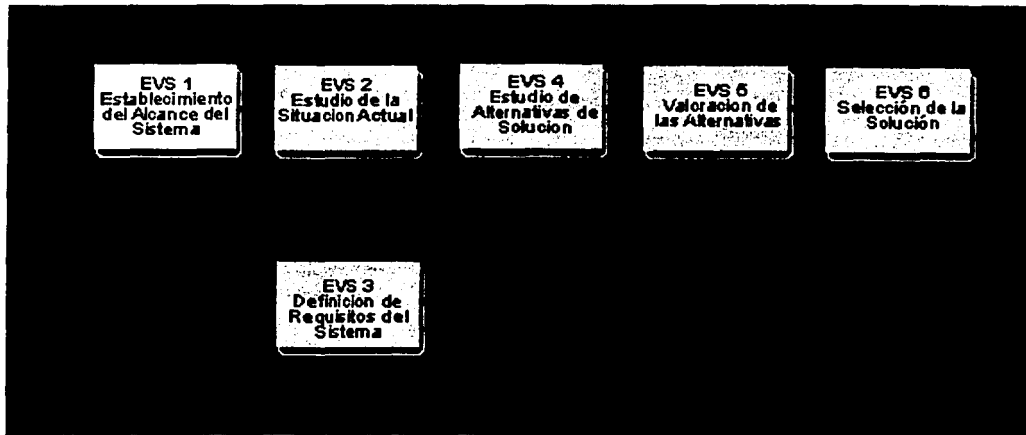 EVS 1
Establecimiento
del Alcance del
Sistema
EVS 2
Estudio de la
Situacion Actual
EVS 4
Estudio de
Alternativas de
Solucion
EVS 5
Valoracion de
las Alternativas
EVS 6
Selección de la
Solución
EVS 3
Definicion de
Requisitos del
Sistema